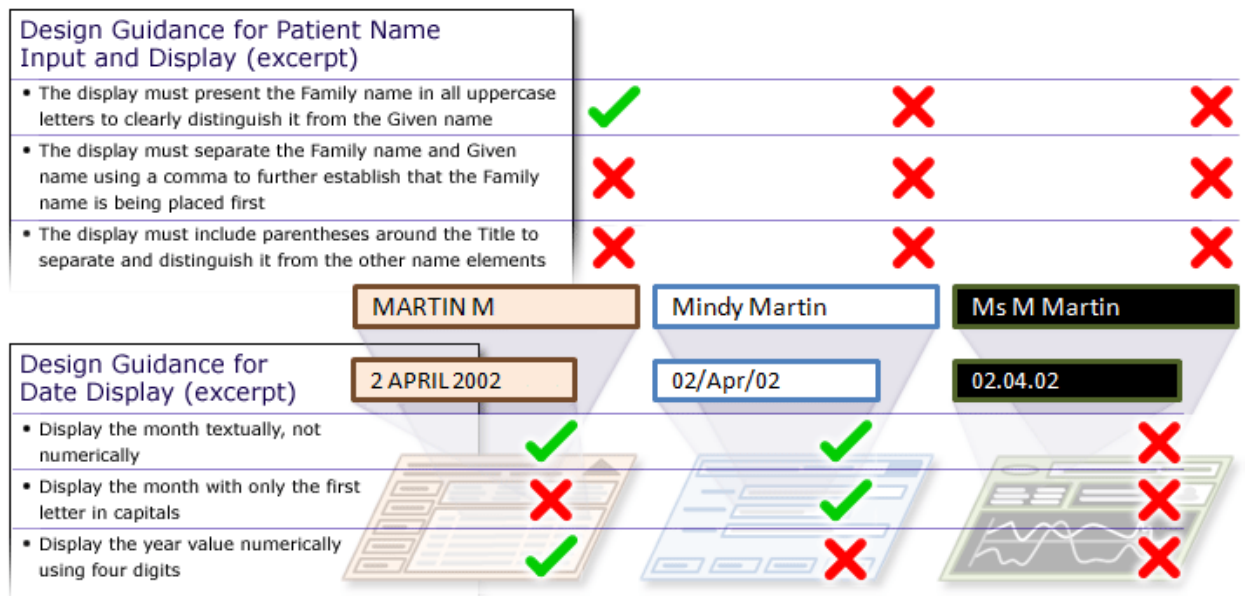 Design Guidance for Patient Name
Input and Display (excerpt)
• The display must present the Family name in all uppercase
letters to clearly distinguish it from the Given name
• The display must separate the Family name and Given
name using a comma to further establish that the Family
name is being placed first
• The display must include parentheses around the Title to
separate and distinguish it from the other name elements
MARTIN M
Mindy Martin
Ms M Martin
Design Guidance for
Date Display (excerpt)
2 APRIL 2002
02/Apr/02
02.04.02
• Display the month textually, not
numerically
• Display the month with only the first
letter in capitals
• Display the year value numerically
using four digits